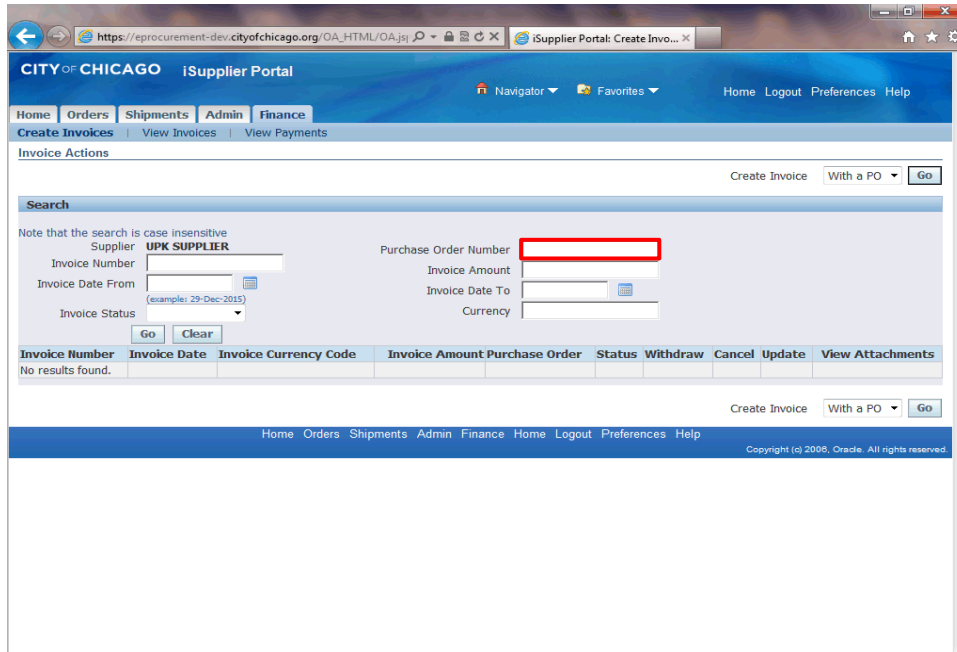 https://eprocurement-dev.cityofchicago.org/OA_HTML/OA.js iSupplier Portal: Create Invo...
CITY OF CHICAGO iSupplier Portal
Navigator Favorites Home Logout Preferences Help
Home Orders Shipments Admin Finance
Create Invoices | View Invoices | View Payments
Invoice Actions
Create Invoice With a PO Go
Search
Note that the search is case insensitive
Supplier UPK SUPPLIER Purchase Order Number
Invoice Number Invoice Amount
Invoice Date From Invoice Date To
(example: 29-Dec-2015)
Invoice Status Currency
Go Clear
Invoice Number Invoice Date Invoice Currency Code Invoice Amount Purchase Order Status Withdraw Cancel Update View Attachments
No results found.
Create Invoice With a PO Go
Home Orders Shipments Admin Finance Home Logout Preferences Help
Copyright (c) 2006, Oracle. All rights reserved.